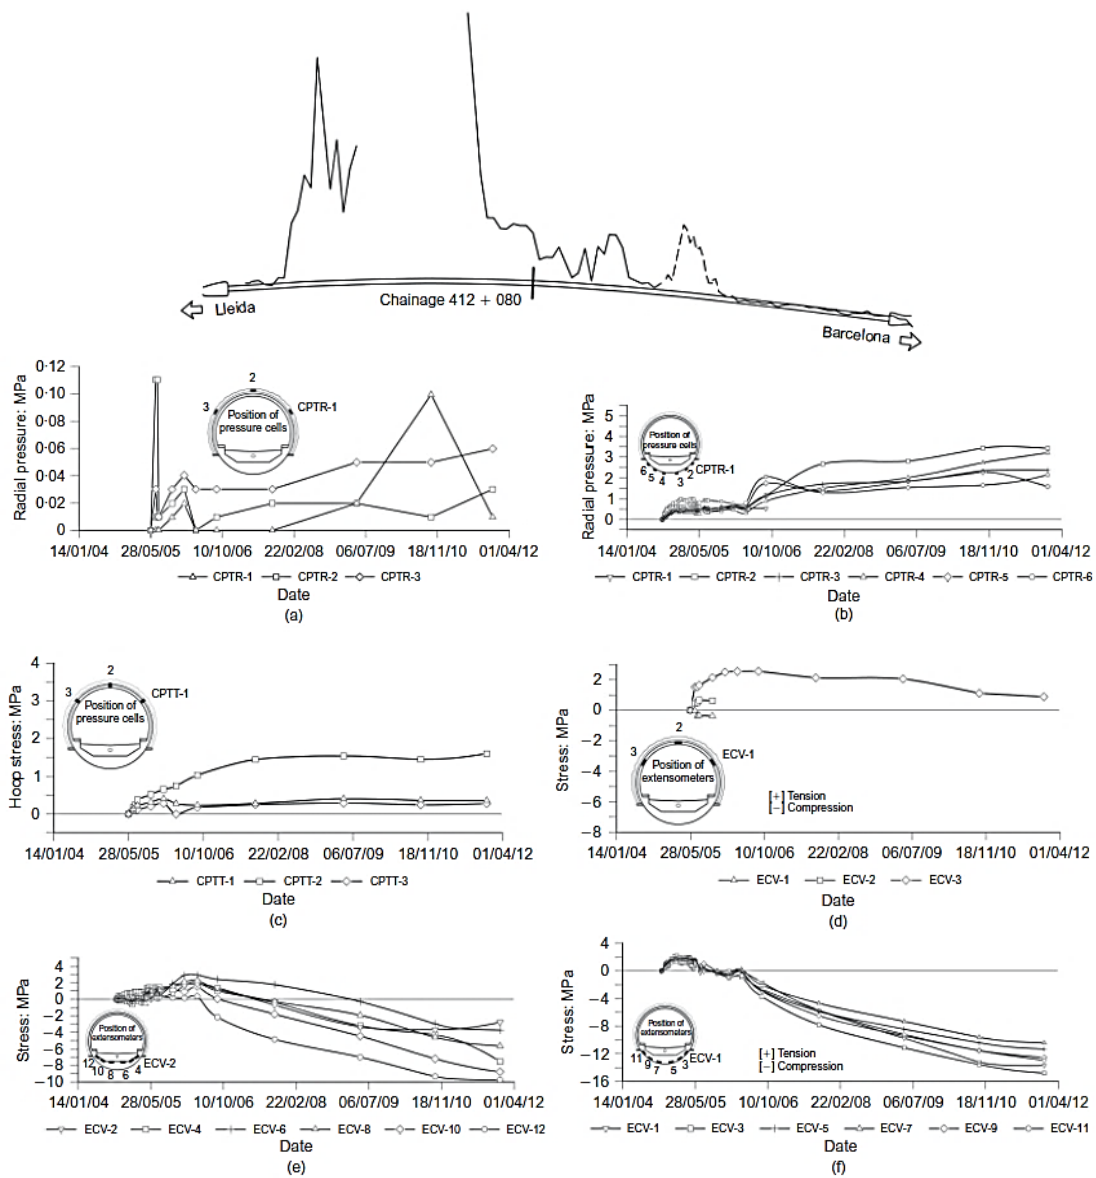 Lleida
Chainage 412 + 080
Barcelona
Radial pressure: MPa
0·12
0·10
0·08
0·06
0·04
0·02
0
2
3
CPTR-1
Position of
pressure cells
14/01/04 28/05/05 10/10/06 22/02/08 06/07/09 18/11/10 01/04/12
CPTR-1 CPTR-2 CPTR-3
Date
(a)
Radial pressure: MPa
5
4
3
2
1
0
Position of
pressure cells
6 5 4 3 2 CPTR-1
14/01/04 28/05/05 10/10/06 22/02/08 06/07/09 18/11/10 01/04/12
CPTR-1 CPTR-2 CPTR-3 CPTR-4 CPTR-5 CPTR-6
Date
(b)
Hoop stress: MPa
4
3
2
1
0
2
3
CPTT-1
Position of
pressure cells
14/01/04 28/05/05 10/10/06 22/02/08 06/07/09 18/11/10 01/04/12
CPTT-1 CPTT-2 CPTT-3
Date
(c)
Stress: MPa
2
0
−2
−4
−6
−8
2
3
ECV-1
Position of
extensometers
[+] Tension
[−] Compression
14/01/04 28/05/05 10/10/06 22/02/08 06/07/09 18/11/10 01/04/12
ECV-1 ECV-2 ECV-3
Date
(d)
Stress: MPa
4
2
0
−2
−4
−6
−8
−10
Position of
extensometers
12 10 8 6 4 ECV-2
14/01/04 28/05/05 10/10/06 22/02/08 06/07/09 18/11/10 01/04/12
ECV-2 ECV-4 ECV-6 ECV-8 ECV-10 ECV-12
Date
(e)
Stress: MPa
4
0
−4
−8
−12
−16
Position of
extensometers
11 9 7 5 3 ECV-1
[+] Tension
[−] Compression
14/01/04 28/05/05 10/10/06 22/02/08 06/07/09 18/11/10 01/04/12
ECV-1 ECV-3 ECV-5 ECV-7 ECV-9 ECV-11
Date
(f)